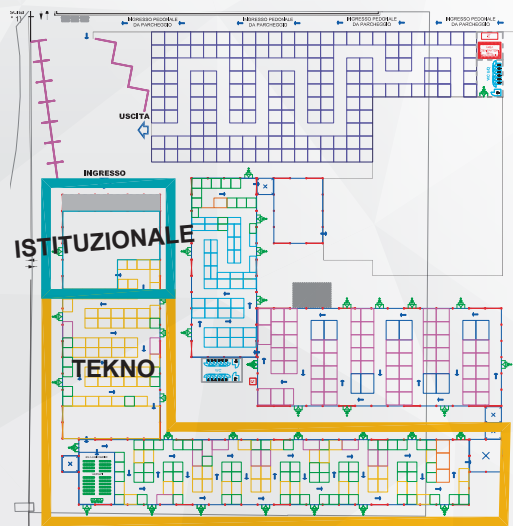 INGRESSO PEDONALE
DA PARCHEGGIO
INGRESSO PEDONALE
DA PARCHEGGIO
INGRESSO PEDONALE
DA PARCHEGGIO
INGRESSO PEDONALE
DA PARCHEGGIO
USCITA
INGRESSO
ISTITUZIONALE
TEKNO